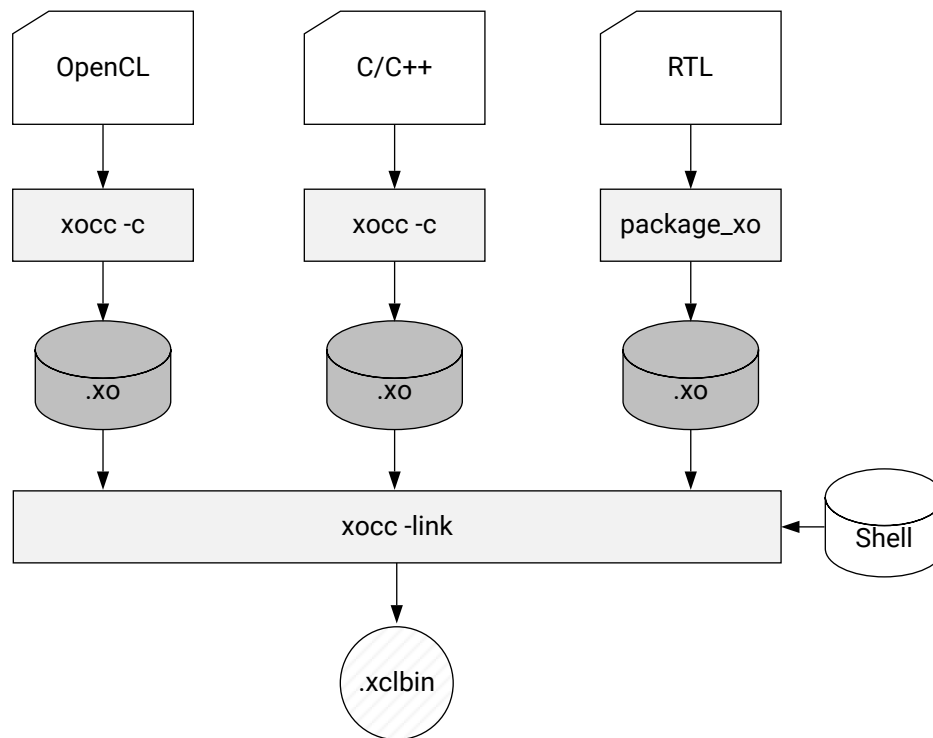 OpenCL
C/C++
RTL
xocc -c
xocc -c
package_xo
.xo
.xo
.xo
xocc -link
Shell
.xclbin